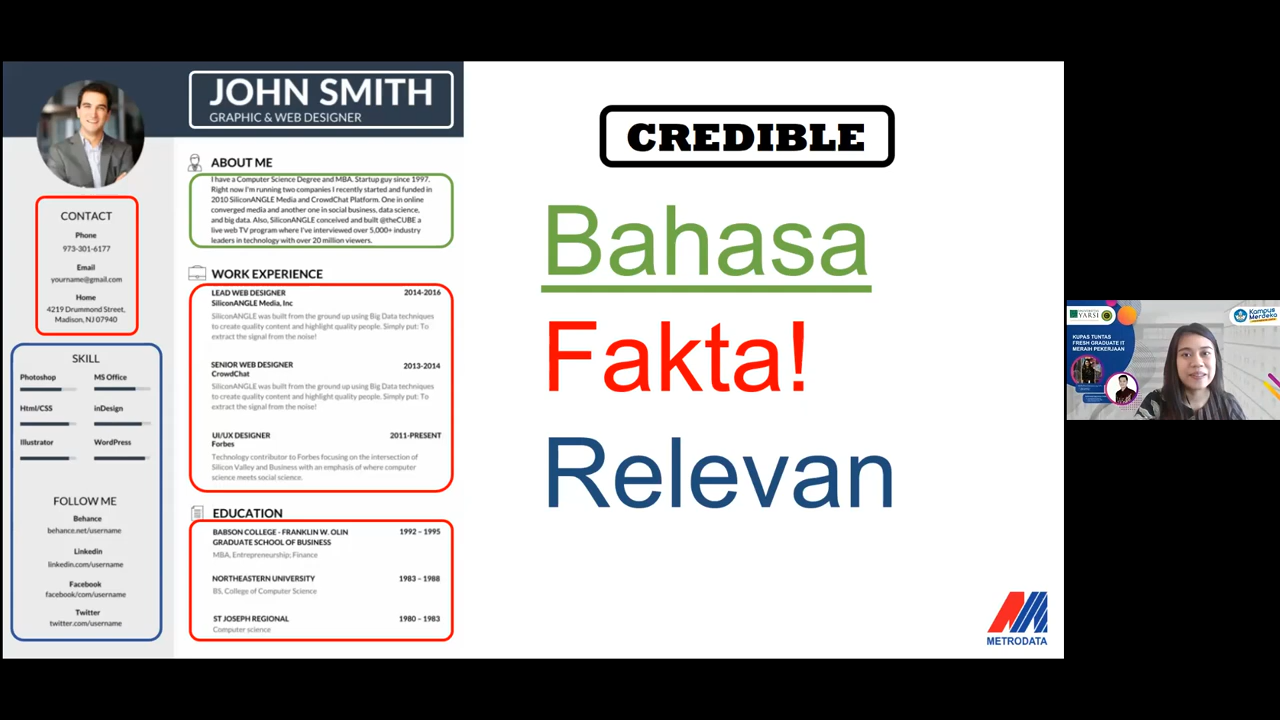 JOHN SMITH
GRAPHIC & WEB DESIGNER
CONTACT
Phone
973-301-6177
Email
yourname@gmail.com
Home
4219 Drummond Street,
Madison, NJ 07940
SKILL
Photoshop
MS Office
Html/CSS
inDesign
Illustrator
WordPress
FOLLOW ME
Behance
behance.net/username
Linkedin
linkedin.com/username
Facebook
facebook/com/username
Twitter
twitter.com/username
ABOUT ME
I have a Computer Science Degree and MBA. Startup guy since 1997.
Right now I'm running two companies I recently started and funded in
2010 SiliconANGLE Media and CrowdChat Platform. One in online
converged media and another one in social business, data science,
and big data. Also, SiliconANGLE conceived and built @theCUBE a
live web TV program where I've interviewed over 5,000+ industry
leaders in technology with over 20 million viewers.
WORK EXPERIENCE
LEAD WEB DESIGNER 2014-2016
SiliconANGLE Media, Inc
SiliconANGLE was built from the ground up using Big Data techniques
to create quality content and highlight quality people. Simply put: To
extract the signal from the noise!
SENIOR WEB DESIGNER 2013-2014
CrowdChat
SiliconANGLE was built from the ground up using Big Data techniques
to create quality content and highlight quality people. Simply put: To
extract the signal from the noise!
UI/UX DESIGNER 2011-PRESENT
Forbes
Technology contributor to Forbes focusing on the intersection of
Silicon Valley and Business with an emphasis of where computer
science meets social science.
EDUCATION
BABSON COLLEGE - FRANKLIN W. OLIN 1992 – 1995
GRADUATE SCHOOL OF BUSINESS
MBA, Entrepreneurship; Finance
NORTHEASTERN UNIVERSITY 1983 – 1988
BS, College of Computer Science
ST JOSEPH REGIONAL 1980 – 1983
Computer science
CREDIBLE
Bahasa
Fakta!
Relevan
METRODATA
YARSI
Kampus
Merdeka
KUPAS TUNTAS
FRESH GRADUATE IT
MERAIH PEKERJAAN